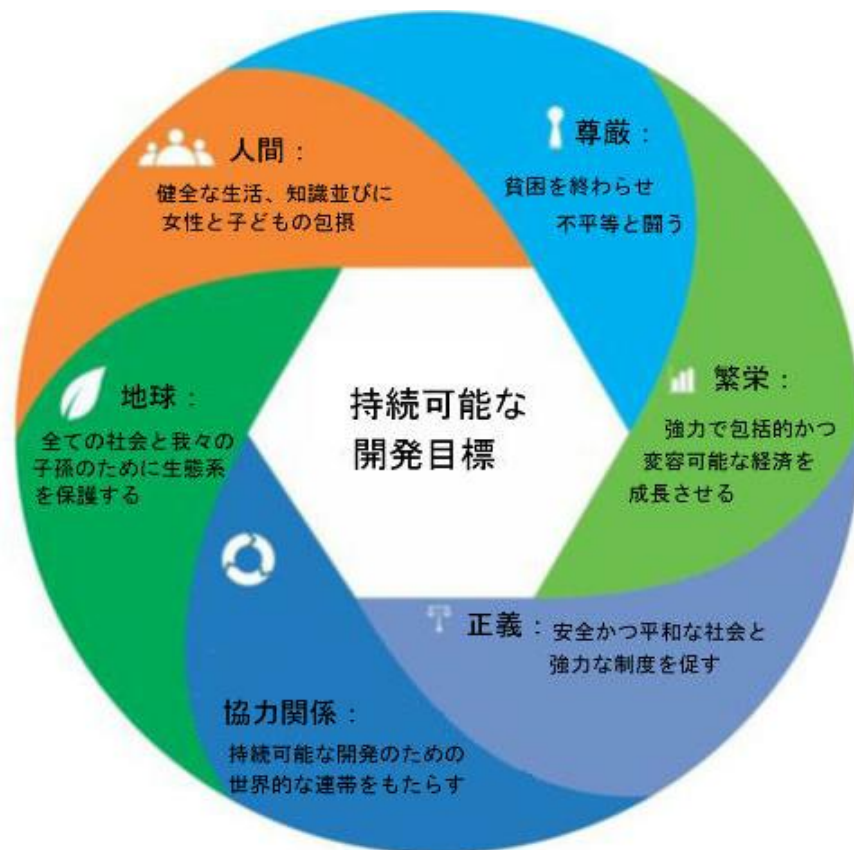 尊厳：
貧困を終わらせ
不平等と闘う
繁栄：
強力で包括的かつ
変容可能な経済を
成長させる
正義：安全かつ平和な社会と
強力な制度を促す
協力関係：
持続可能な開発のための
世界的な連帯をもたらす
地球：
全ての社会と我々の
子孫のために生態系
を保護する
人間：
健全な生活、知識並びに
女性と子どもの包摂
持続可能な
開発目標